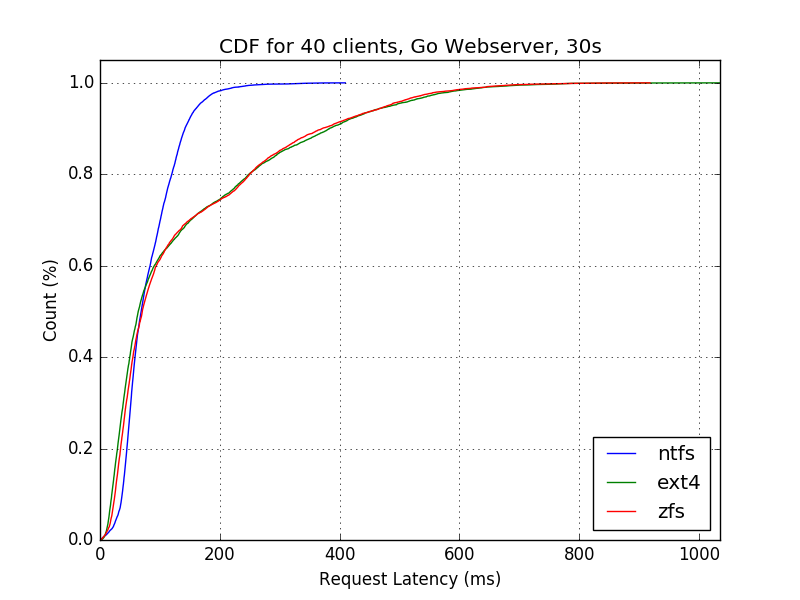 CDF for 40 clients, Go Webserver, 30s
1.0
0.8
0.6
0.4
0.2
0.0
Count (%)
0 200 400 600 800 1000
Request Latency (ms)
ntfs
ext4
zfs